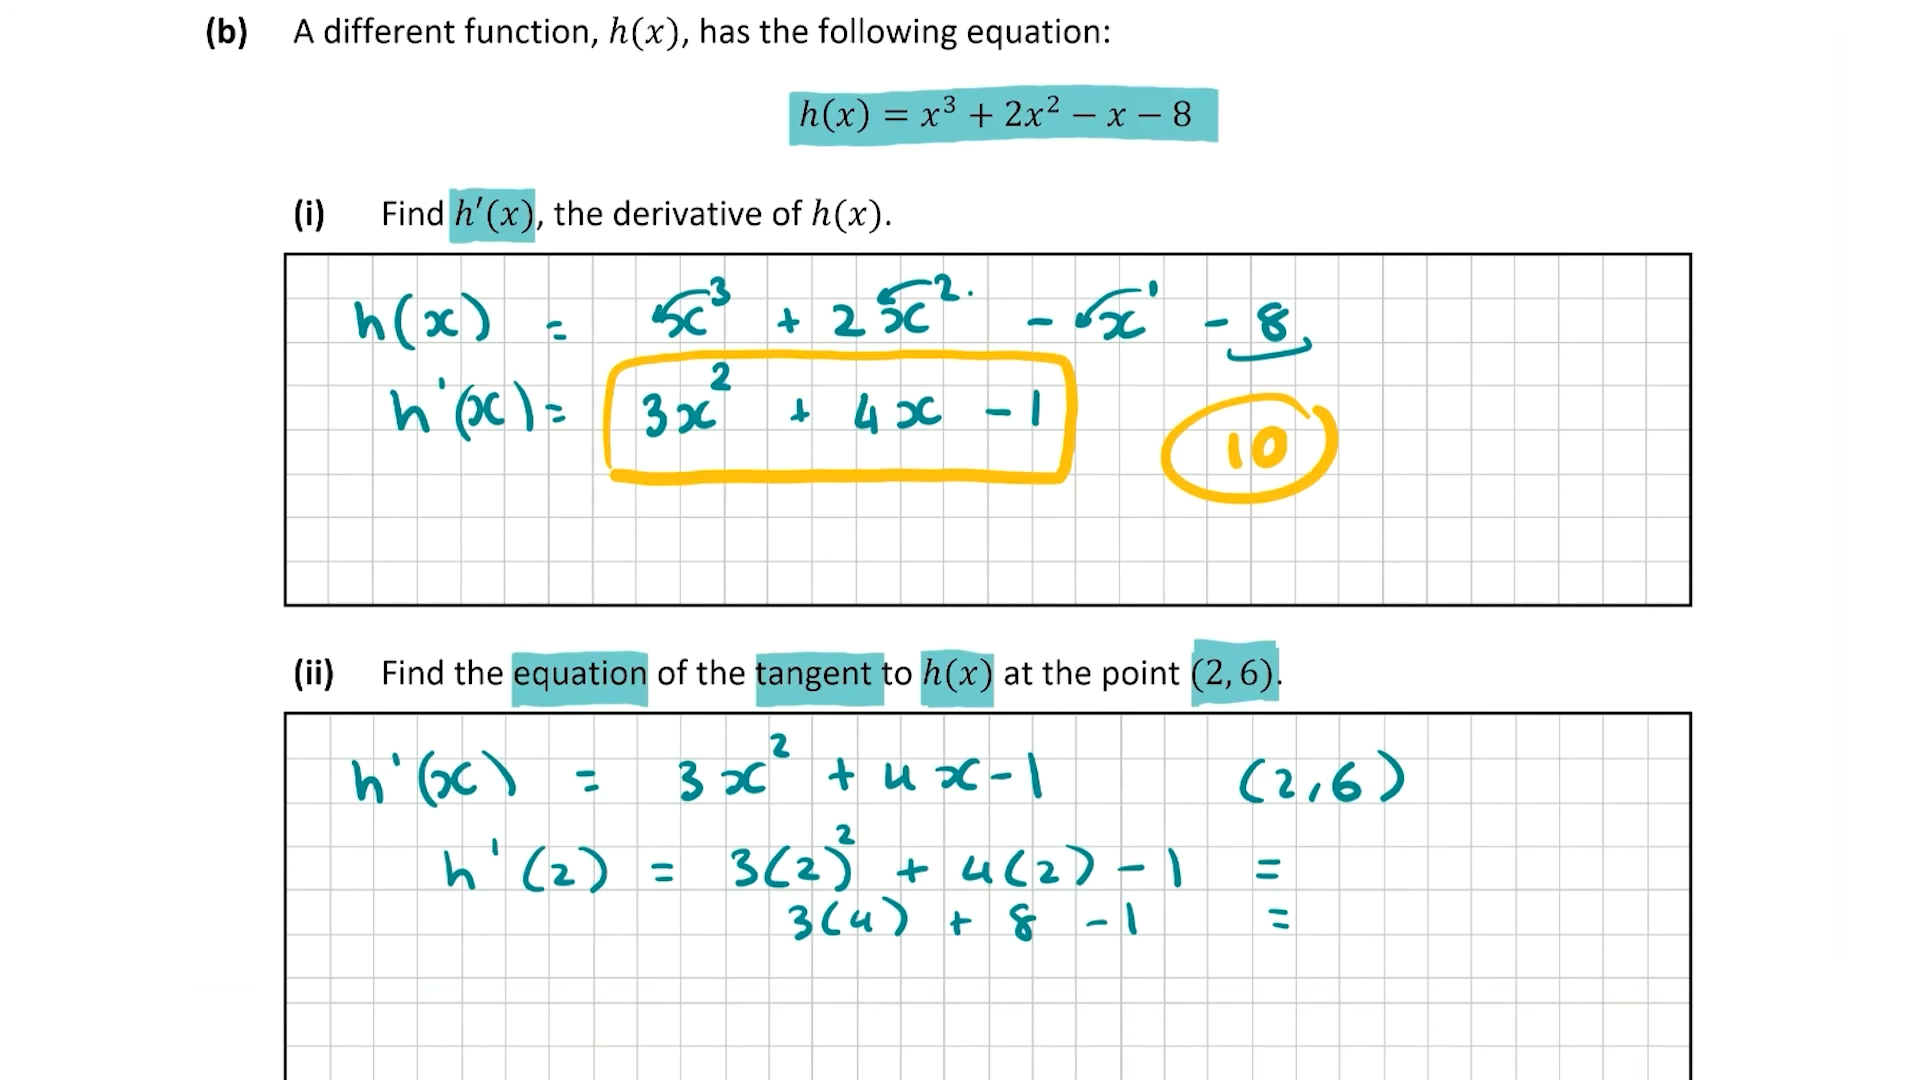 (b) A different function, h(x), has the following equation:
h(x) = x³ + 2x² − x − 8
(i) Find h′(x), the derivative of h(x).
h(x) = x³ + 2x² - x¹ - 8
h'(x) = 3x² + 4x - 1
10
(ii) Find the equation of the tangent to h(x) at the point (2, 6).
h'(x) = 3x² + 4x - 1 (2,6)
h'(2) = 3(2)² + 4(2) - 1 =
3(4) + 8 - 1 =